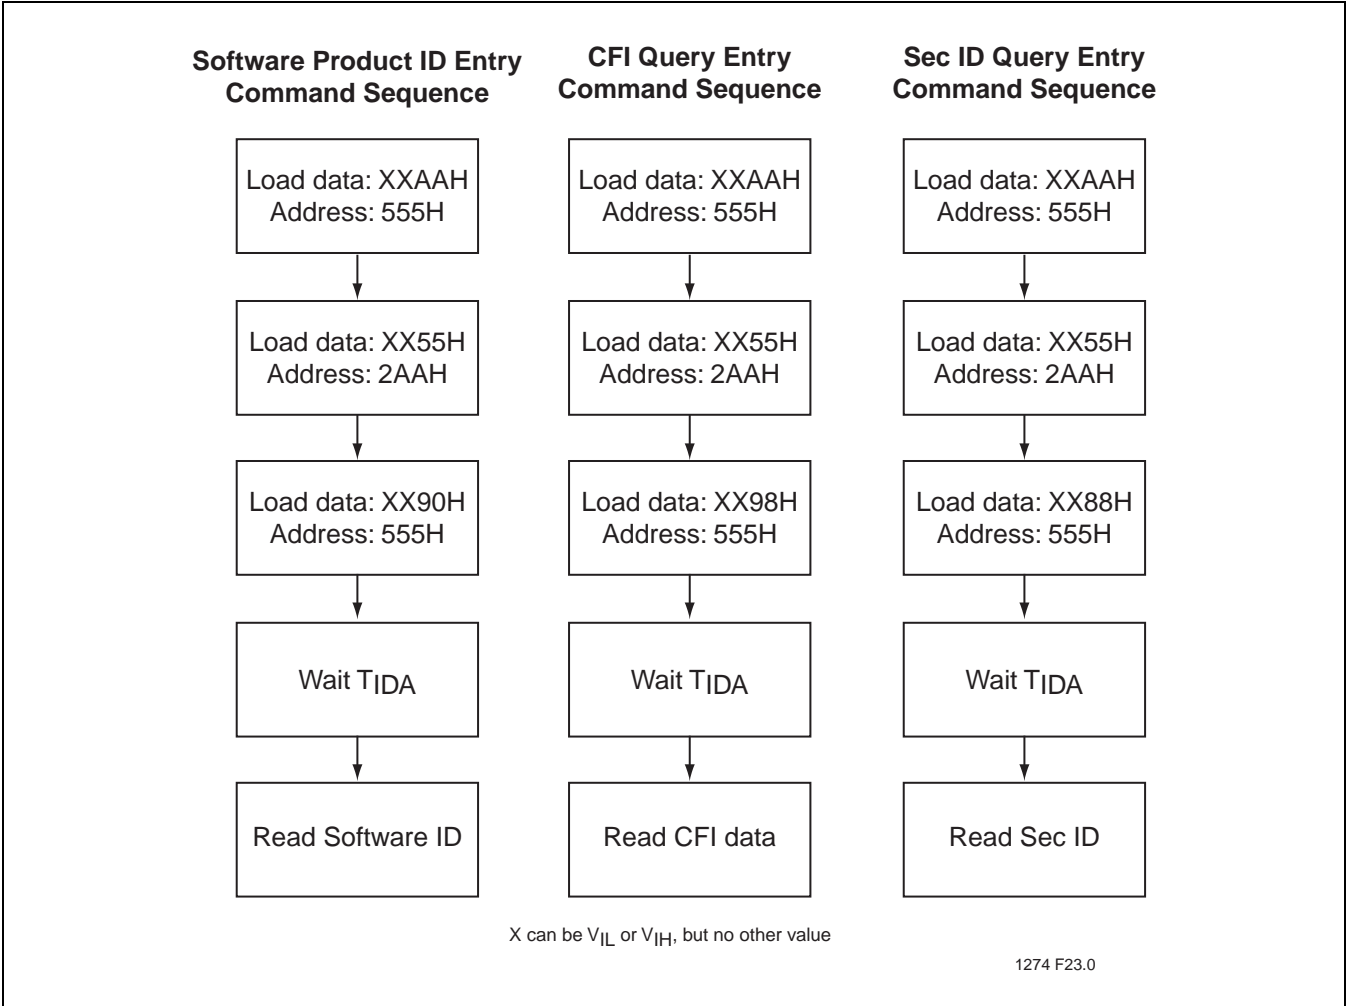 Software Product ID Entry
Command Sequence
Load data: XXAAH
Address: 555H
Load data: XX55H
Address: 2AAH
Load data: XX90H
Address: 555H
Wait TIDA
Read Software ID
CFI Query Entry
Command Sequence
Load data: XXAAH
Address: 555H
Load data: XX55H
Address: 2AAH
Load data: XX98H
Address: 555H
Wait TIDA
Read CFI data
Sec ID Query Entry
Command Sequence
Load data: XXAAH
Address: 555H
Load data: XX55H
Address: 2AAH
Load data: XX88H
Address: 555H
Wait TIDA
Read Sec ID
X can be VIL or VIH, but no other value
1274 F23.0